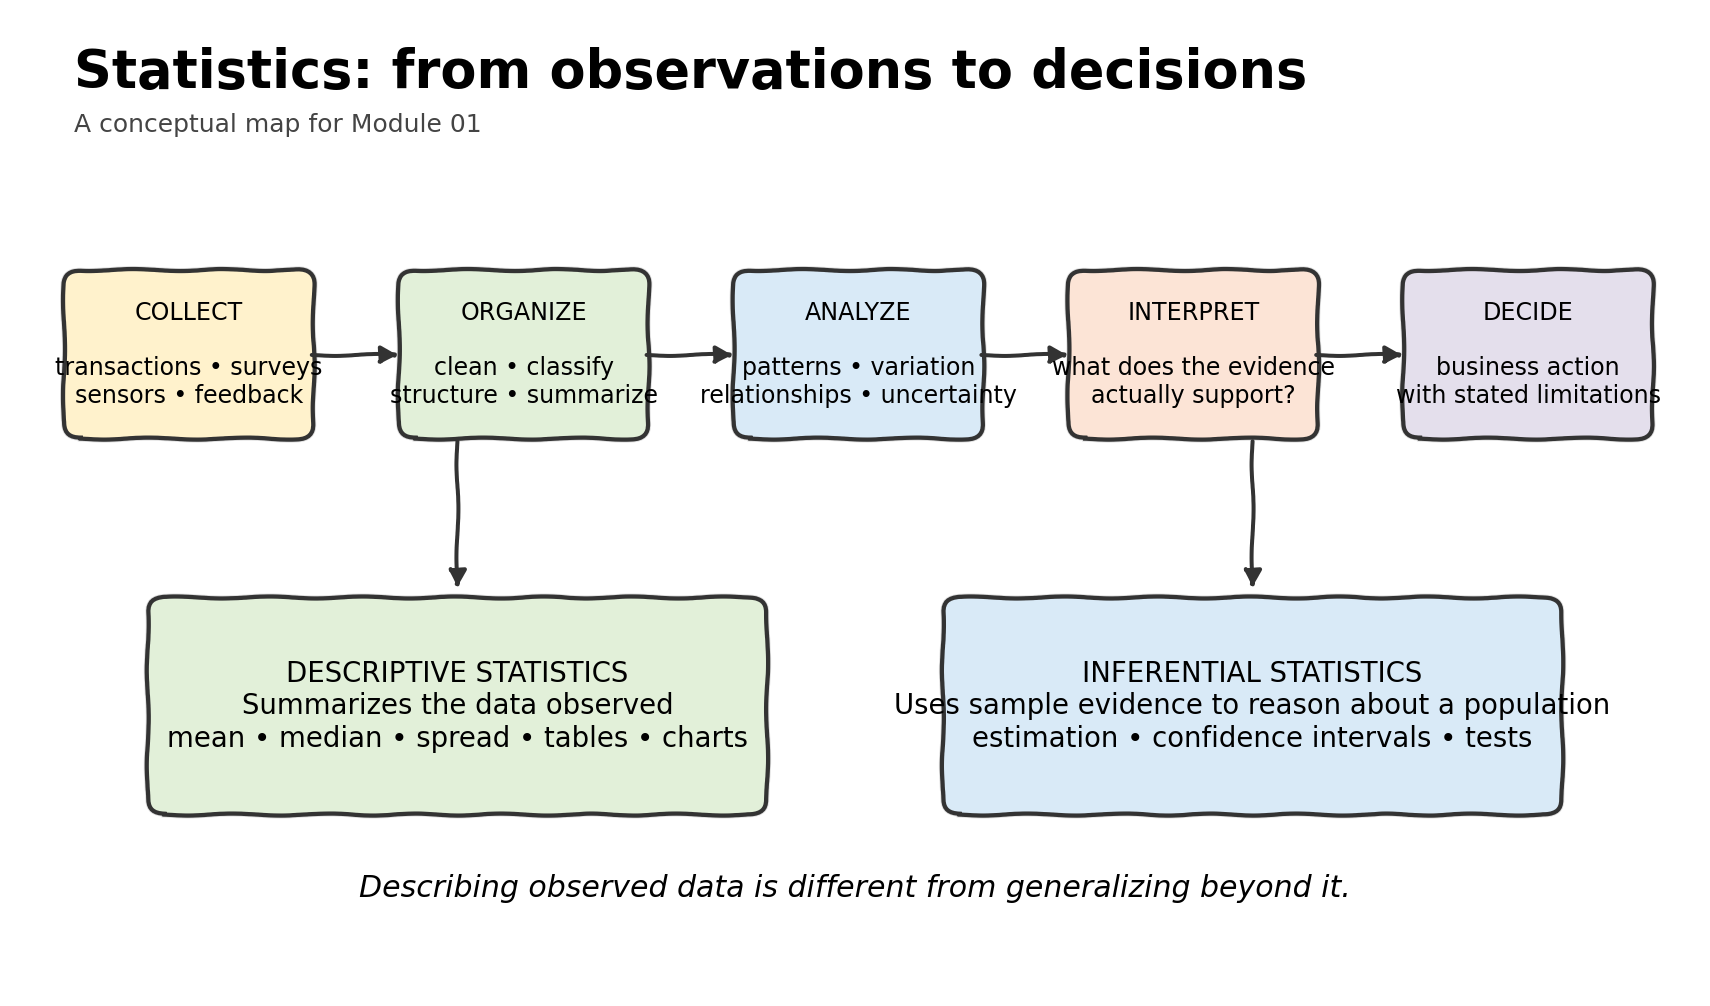 Statistics: from observations to decisions
A conceptual map for Module 01
COLLECT
transactions • surveys
sensors • feedback
ORGANIZE
clean • classify
structure • summarize
ANALYZE
patterns • variation
relationships • uncertainty
INTERPRET
what does the evidence
actually support?
DECIDE
business action
with stated limitations
DESCRIPTIVE STATISTICS
Summarizes the data observed
mean • median • spread • tables • charts
INFERENTIAL STATISTICS
Uses sample evidence to reason about a population
estimation • confidence intervals • tests
Describing observed data is different from generalizing beyond it.